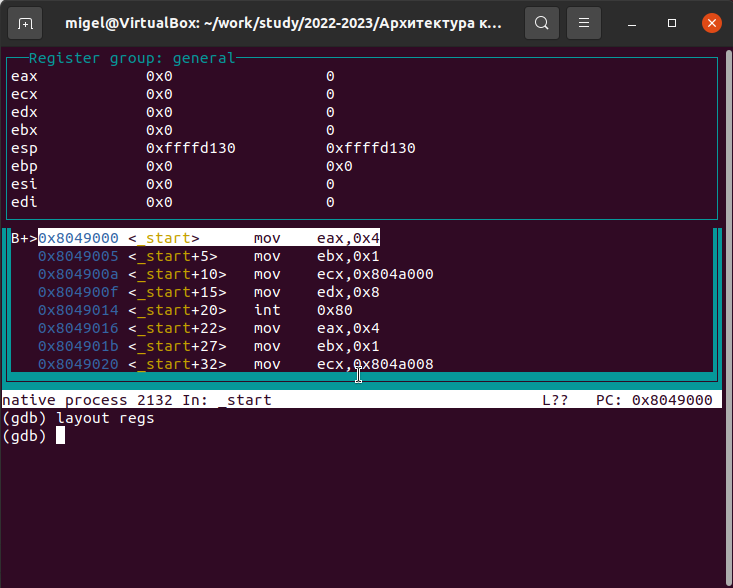 migel@VirtualBox: ~/work/study/2022-2023/Архитектура к...
Register group: general
eax 0x0 0
ecx 0x0 0
edx 0x0 0
ebx 0x0 0
esp 0xffffd130 0xffffd130
ebp 0x0 0x0
esi 0x0 0
edi 0x0 0
B+>0x8049000 <_start> mov eax,0x4
0x8049005 <_start+5> mov ebx,0x1
0x804900a <_start+10> mov ecx,0x804a000
0x804900f <_start+15> mov edx,0x8
0x8049014 <_start+20> int 0x80
0x8049016 <_start+22> mov eax,0x4
0x804901b <_start+27> mov ebx,0x1
0x8049020 <_start+32> mov ecx,0x804a008
native process 2132 In: _start L?? PC: 0x8049000
(gdb) layout regs
(gdb)